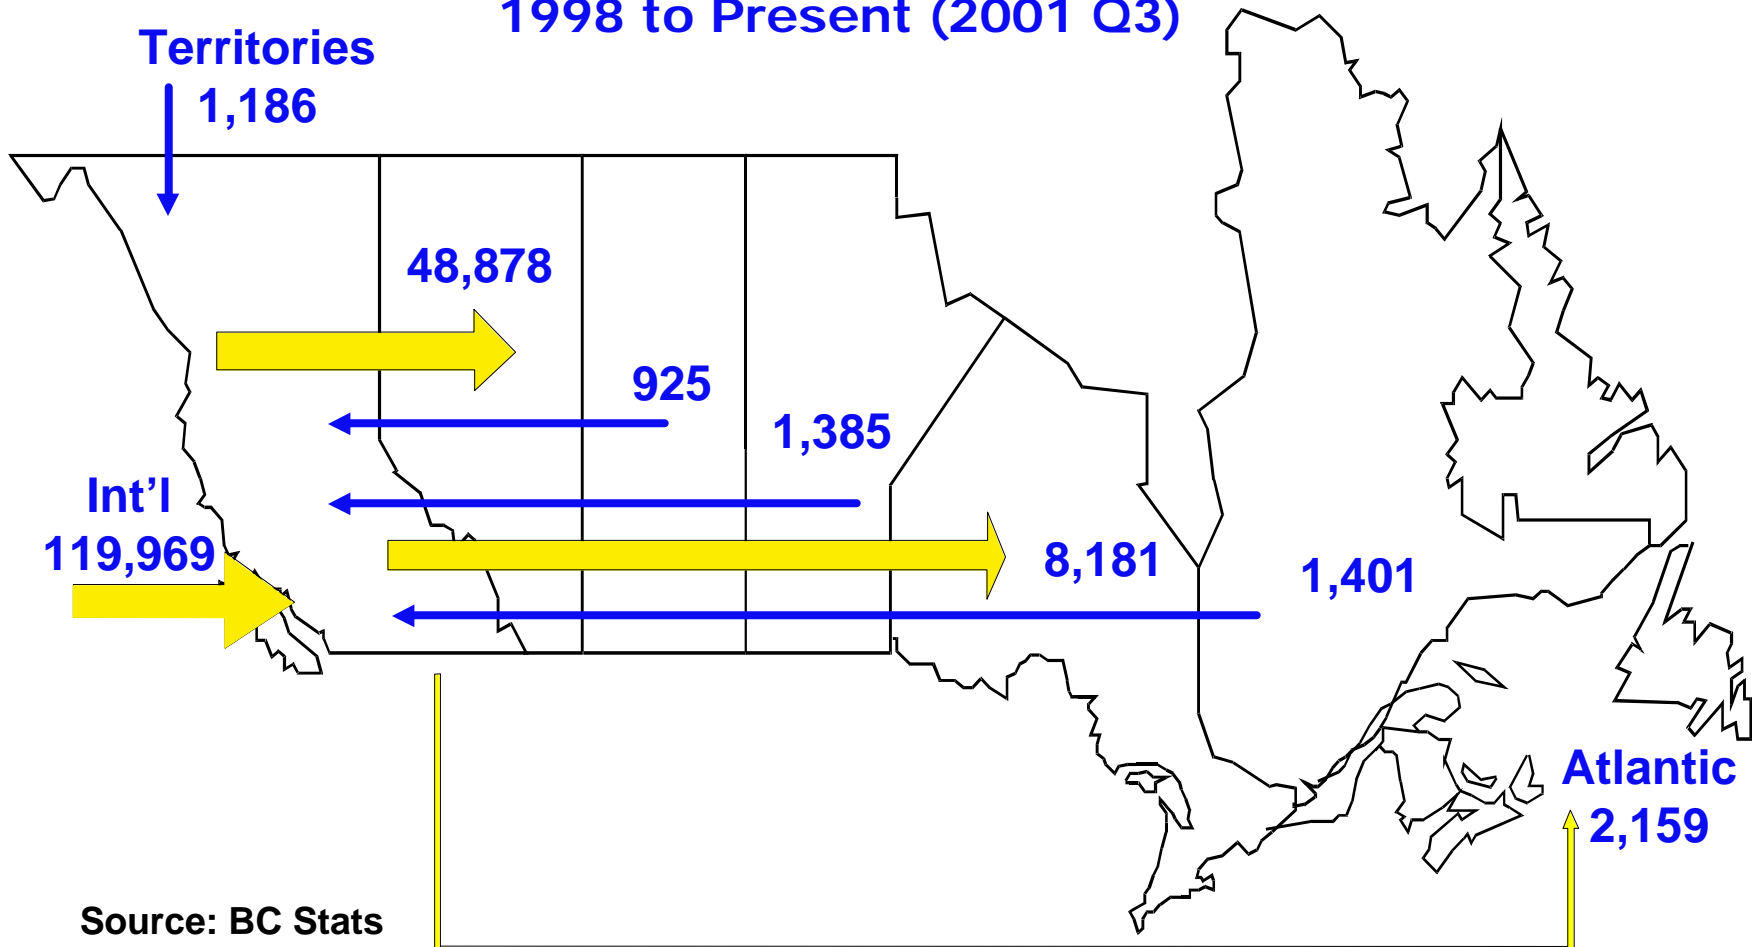 1998 to Present (2001 Q3)
Territories
1,186
48,878
925
1,385
Int’l
119,969
8,181
1,401
Atlantic
2,159
Source: BC Stats